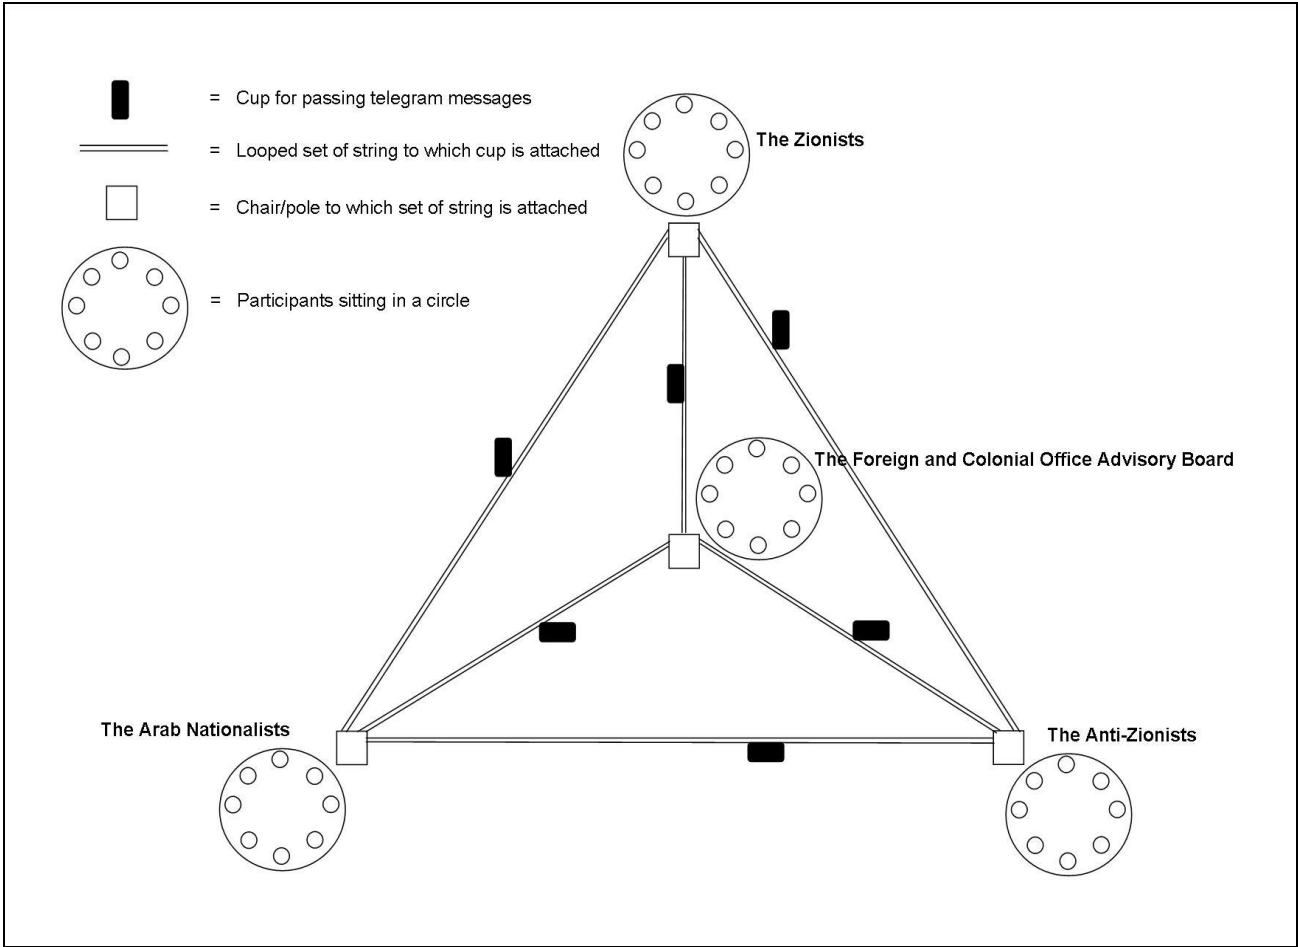 = Cup for passing telegram messages
= Looped set of string to which cup is attached
= Chair/pole to which set of string is attached
= Participants sitting in a circle
The Zionists
The Foreign and Colonial Office Advisory Board
The Arab Nationalists
The Anti-Zionists